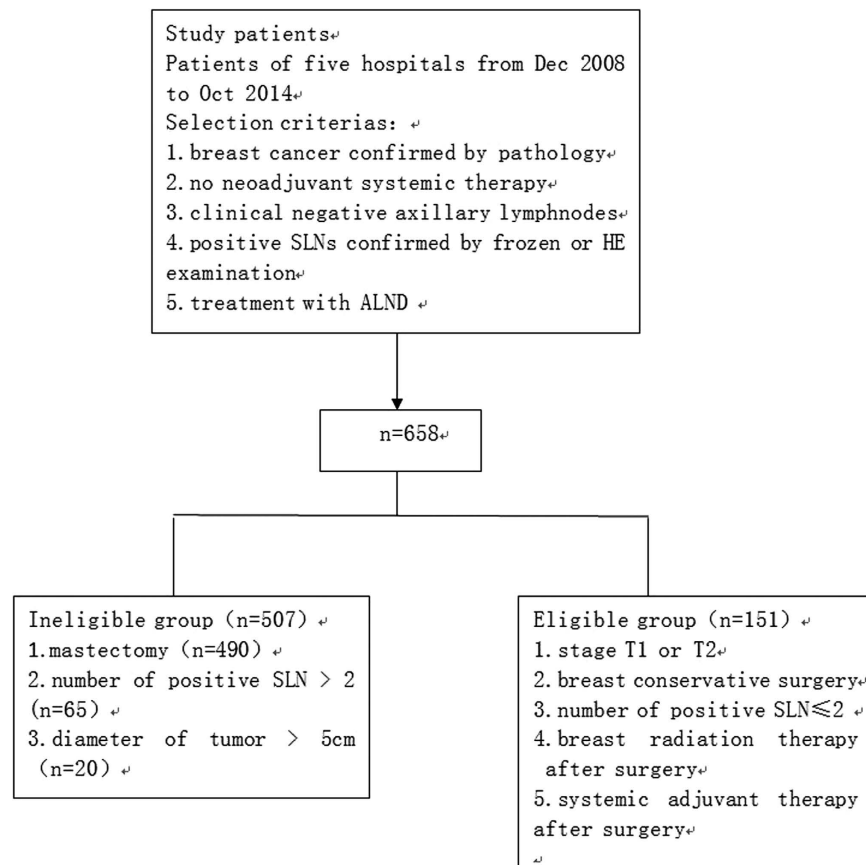 Study patients
Patients of five hospitals from Dec 2008
to Oct 2014
Selection criterias:
1. breast cancer confirmed by pathology
2. no neoadjuvant systemic therapy
3. clinical negative axillary lymphnodes
4. positive SLNs confirmed by frozen or HE
examination
5. treatment with ALND
n=658
Ineligible group (n=507)
1. mastectomy (n=490)
2. number of positive SLN > 2
(n=65)
3. diameter of tumor > 5cm
(n=20)
Eligible group (n=151)
1. stage T1 or T2
2. breast conservative surgery
3. number of positive SLN≤2
4. breast radiation therapy
after surgery
5. systemic adjuvant therapy
after surgery